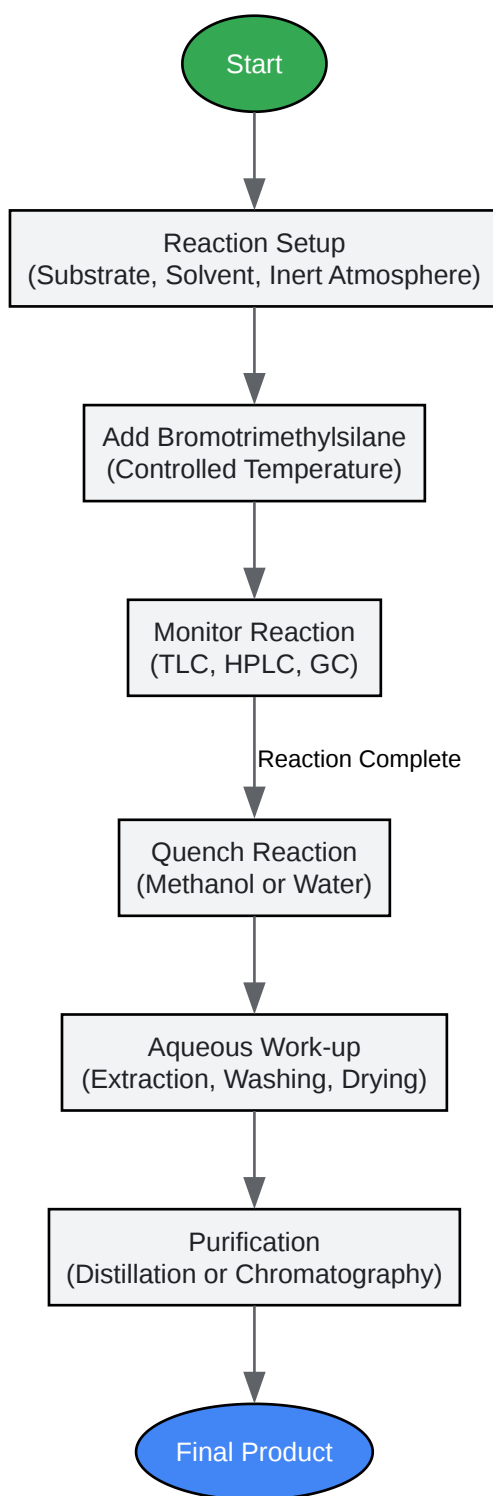 Start
Reaction Setup
(Substrate, Solvent, Inert Atmosphere)
Add Bromotrimethylsilane
(Controlled Temperature)
Monitor Reaction
(TLC, HPLC, GC)
Reaction Complete
Quench Reaction
(Methanol or Water)
Aqueous Work-up
(Extraction, Washing, Drying)
Purification
(Distillation or Chromatography)
Final Product